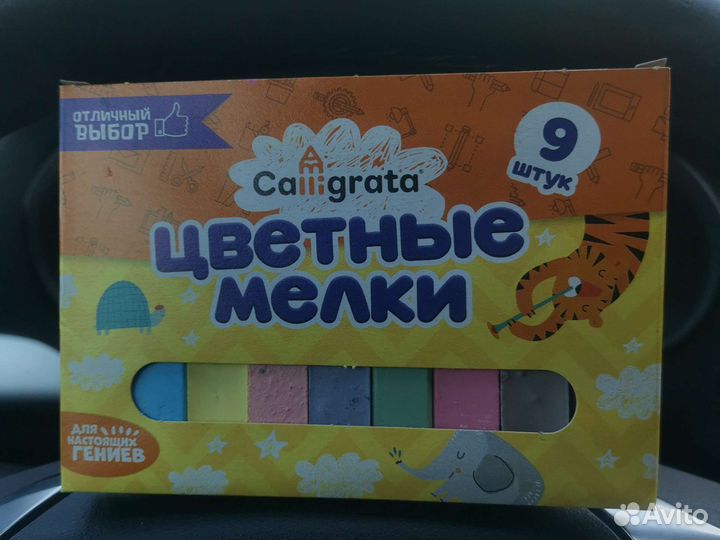 ОТЛИЧНЫЙ
ВЫБОР
9
ШТУК
Calligrata
ЦВЕТНЫЕ
МЕЛКИ
ДЛЯ
НАСТОЯЩИХ
ГЕНИЕВ
Avito